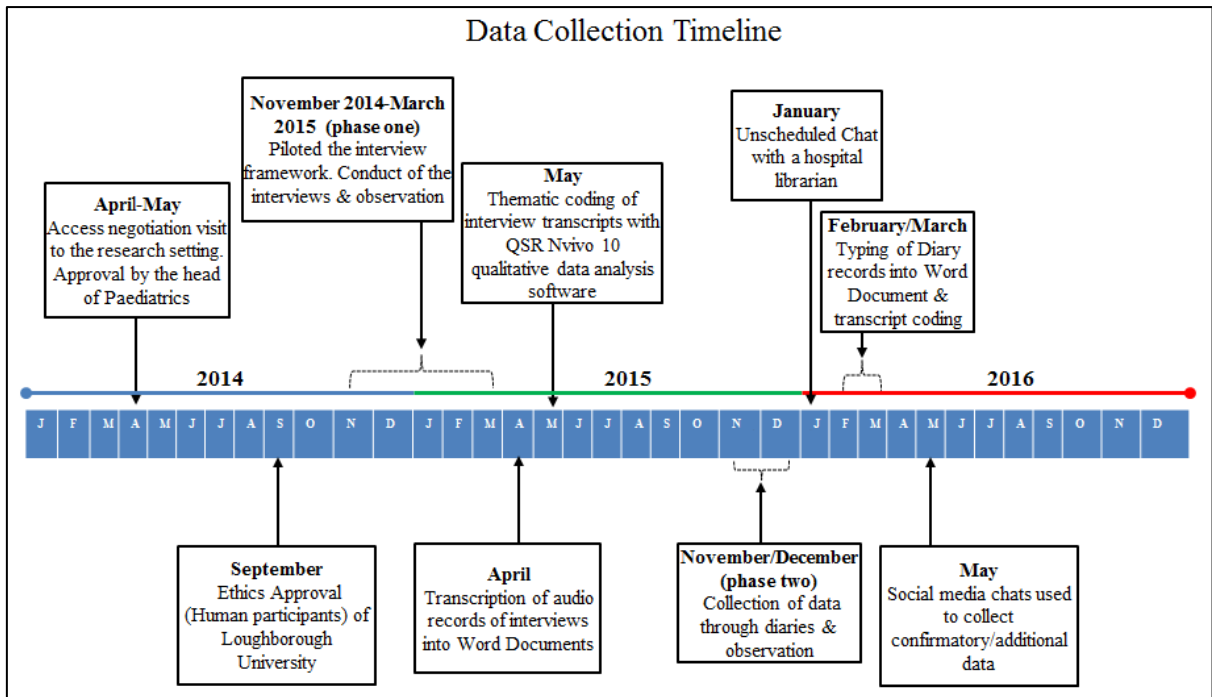 Data Collection Timeline
November 2014-March
2015 (phase one)
Piloted the interview
framework. Conduct of the
interviews & observation
January
Unscheduled Chat
with a hospital
librarian
April-May
Access negotiation visit
to the research setting.
Approval by the head
of Paediatrics
May
Thematic coding of
interview transcripts with
QSR Nvivo 10
qualitative data analysis
software
February/March
Typing of Diary
records into Word
Document &
transcript coding
2014 2015 2016
J F M A M J J A S O N D J F M A M J J A S O N D J F M A M J J A S O N D
September
Ethics Approval
(Human participants) of
Loughborough
University
April
Transcription of audio
records of interviews
into Word Documents
November/December
(phase two)
Collection of data
through diaries &
observation
May
Social media chats used
to collect
confirmatory/additional
data